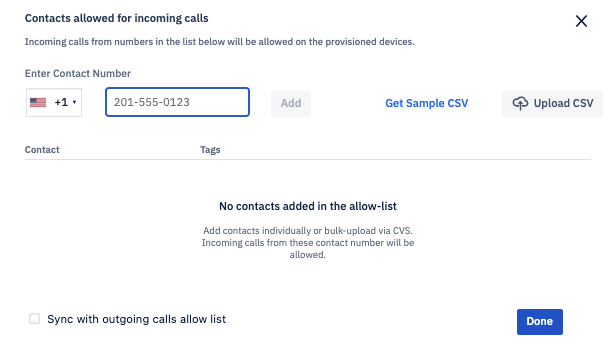 Contacts allowed for incoming calls
Incoming calls from numbers in the list below will be allowed on the provisioned devices.
Enter Contact Number
+1 201-555-0123 Add Get Sample CSV Upload CSV
Contact Tags
No contacts added in the allow-list
Add contacts individually or bulk-upload via CVS.
Incoming calls from these contact number will be
allowed.
Sync with outgoing calls allow list Done